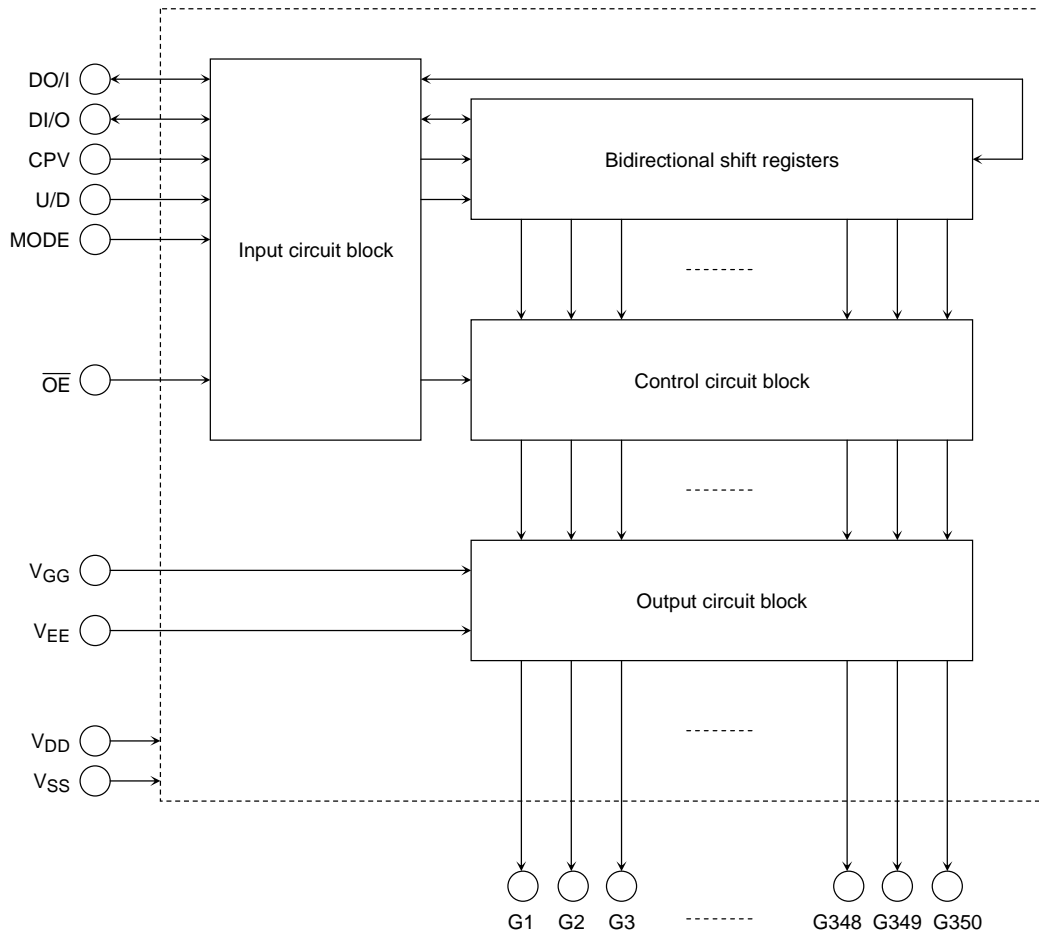 DO/I
DI/O
CPV
U/D
MODE
Input circuit block
Bidirectional shift registers
OE
Control circuit block
VGG
VEE
Output circuit block
VDD
VSS
G1 G2 G3 G348 G349 G350